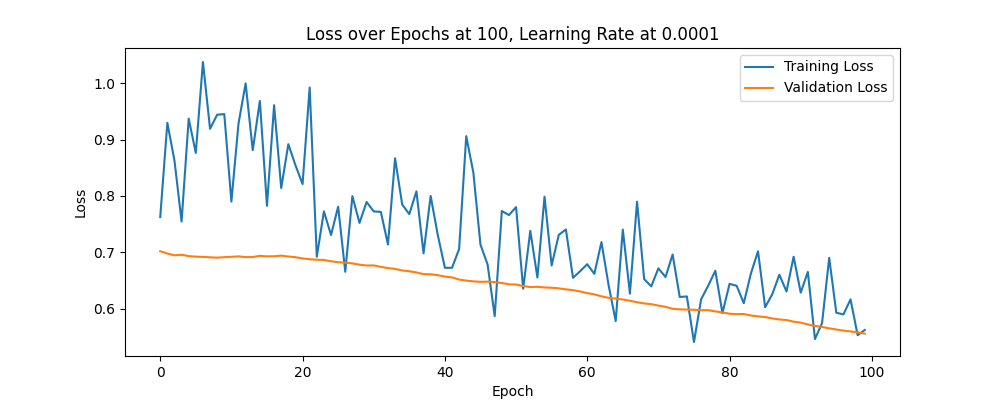 Loss over Epochs at 100, Learning Rate at 0.0001
Training Loss
Validation Loss
1.0
0.9
0.8
0.7
0.6
Loss
0
20
40
60
80
100
Epoch